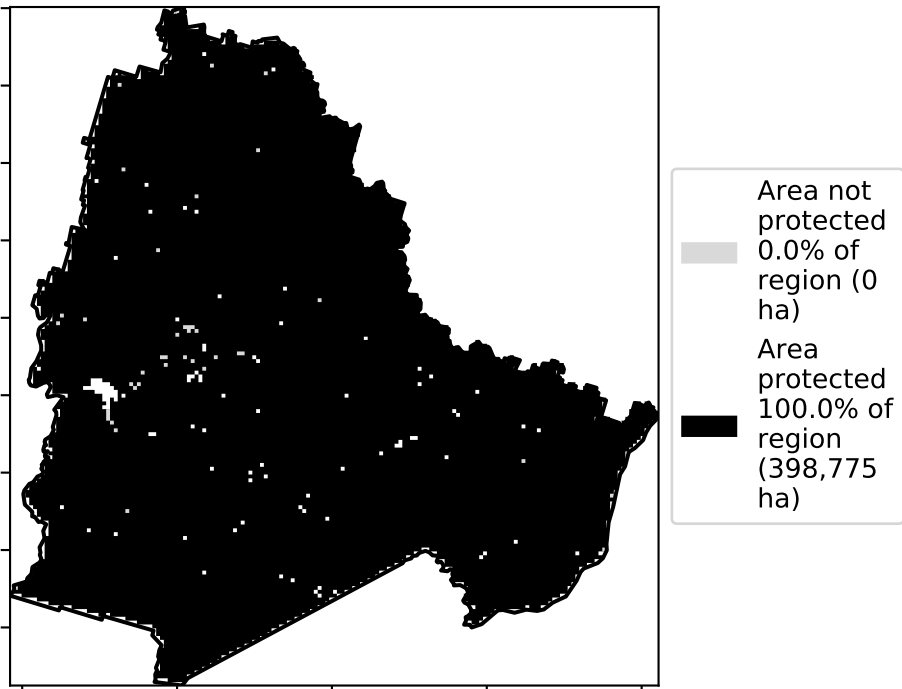 Area not
protected
0.0% of
region (0
ha)
Area
protected
100.0% of
region
(398,775
ha)